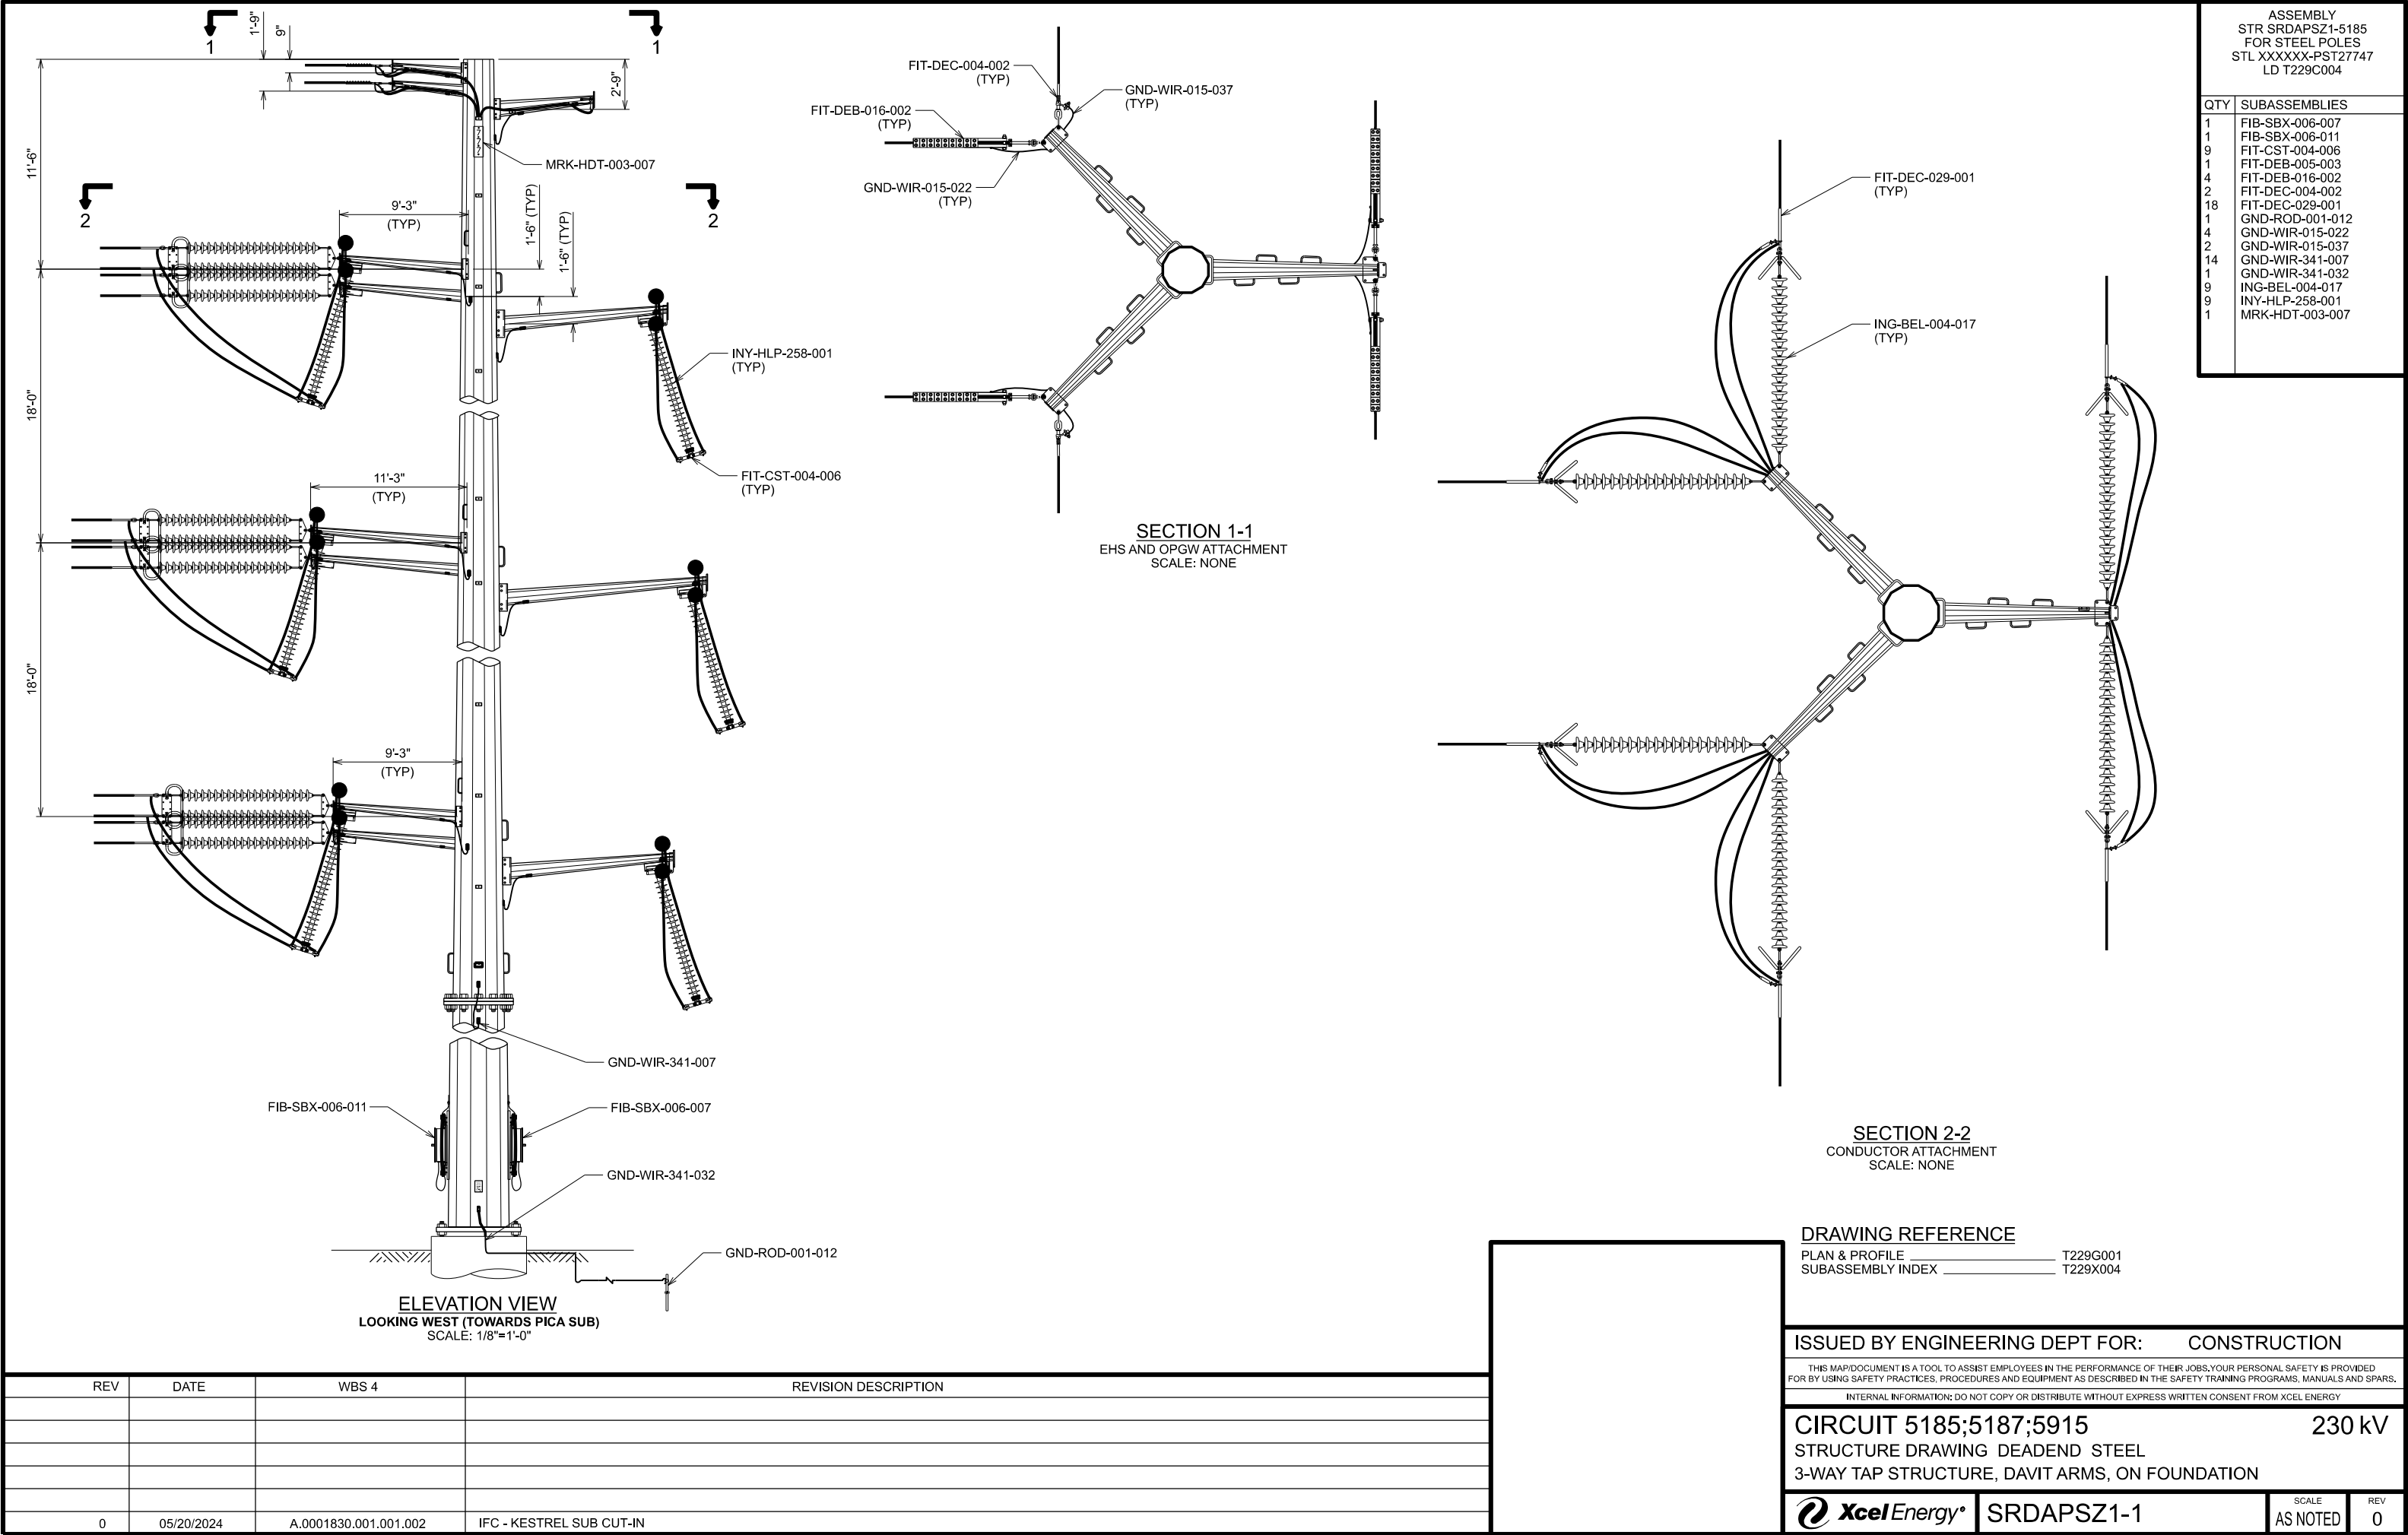 ASSEMBLY
STR SRDAPSZ1-5185
FOR STEEL POLES
STL XXXXXX-PST27747
LD T229C004
QTY SUBASSEMBLIES
1 FIB-SBX-006-007
1 FIB-SBX-006-011
9 FIT-CST-004-006
1 FIT-DEB-005-003
4 FIT-DEB-016-002
2 FIT-DEC-004-002
18 FIT-DEC-029-001
1 GND-ROD-001-012
4 GND-WIR-015-022
2 GND-WIR-015-037
14 GND-WIR-341-007
1 GND-WIR-341-032
9 ING-BEL-004-017
9 INY-HLP-258-001
1 MRK-HDT-003-007
1 1
1'-9"
9"
2'-9"
11'-6"
MRK-HDT-003-007
2 2
9'-3"
(TYP)
1'-6" (TYP)
1'-6" (TYP)
INY-HLP-258-001
(TYP)
18'-0"
FIT-CST-004-006
(TYP)
11'-3"
(TYP)
18'-0"
9'-3"
(TYP)
GND-WIR-341-007
FIB-SBX-006-011
FIB-SBX-006-007
GND-WIR-341-032
GND-ROD-001-012
ELEVATION VIEW
LOOKING WEST (TOWARDS PICA SUB)
SCALE: 1/8"=1'-0"
FIT-DEC-004-002
(TYP)
GND-WIR-015-037
(TYP)
FIT-DEB-016-002
(TYP)
GND-WIR-015-022
(TYP)
SECTION 1-1
EHS AND OPGW ATTACHMENT
SCALE: NONE
FIT-DEC-029-001
(TYP)
ING-BEL-004-017
(TYP)
SECTION 2-2
CONDUCTOR ATTACHMENT
SCALE: NONE
DRAWING REFERENCE
PLAN & PROFILE T229G001
SUBASSEMBLY INDEX T229X004
ISSUED BY ENGINEERING DEPT FOR: CONSTRUCTION
THIS MAP/DOCUMENT IS A TOOL TO ASSIST EMPLOYEES IN THE PERFORMANCE OF THEIR JOBS. YOUR PERSONAL SAFETY IS PROVIDED
FOR BY USING SAFETY PRACTICES, PROCEDURES AND EQUIPMENT AS DESCRIBED IN THE SAFETY TRAINING PROGRAMS, MANUALS AND SPARS.
INTERNAL INFORMATION: DO NOT COPY OR DISTRIBUTE WITHOUT EXPRESS WRITTEN CONSENT FROM XCEL ENERGY
CIRCUIT 5185;5187;5915 230 kV
STRUCTURE DRAWING DEADEND STEEL
3-WAY TAP STRUCTURE, DAVIT ARMS, ON FOUNDATION
Xcel Energy® SRDAPSZ1-1
SCALE
AS NOTED
REV
0
REV DATE WBS 4 REVISION DESCRIPTION
0 05/20/2024 A.0001830.001.001.002 IFC - KESTREL SUB CUT-IN